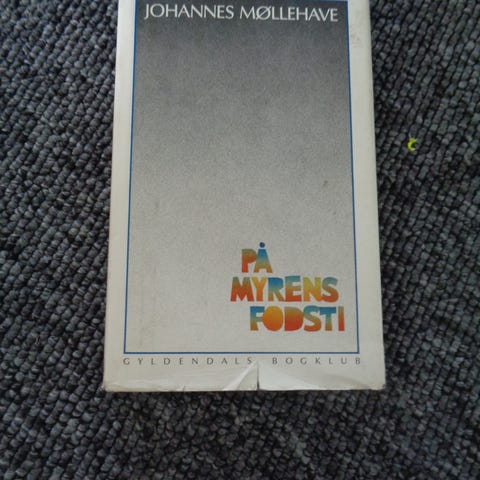 JOHANNES MØLLEHAVE
PÅ
MYRENS
FODSTI
GYLDENDALS BOGKLUB